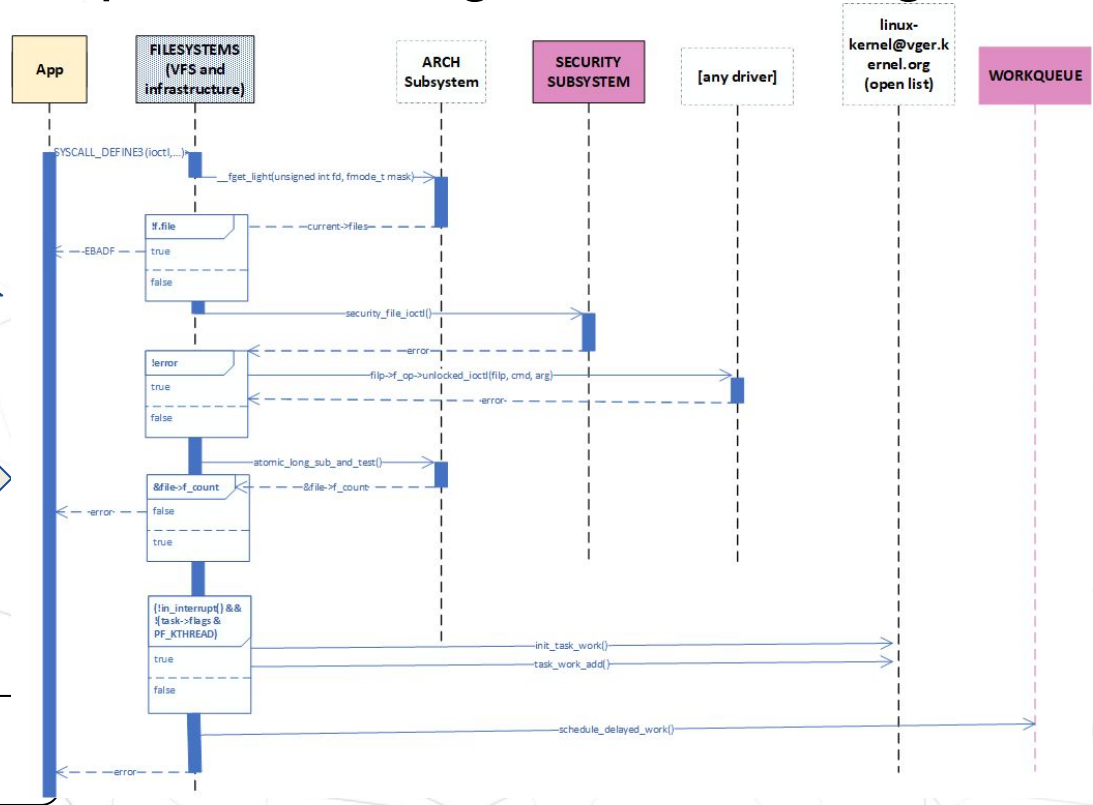 linux-
kernel@vger.k
ernel.org
(open list)
App
FILESYSTEMS
(VFS and
infrastructure)
ARCH
Subsystem
SECURITY
SUBSYSTEM
[any driver]
WORKQUEUE
SYSCALL_DEFINE3(ioctl,...)
__fget_light(unsigned int fd, fmode_t mask)
!f.file
current->files
-EBADF
true
false
security_file_ioctl()
error
!error
filp->f_op->unlocked_ioctl(filp, cmd, arg)
true
error
false
atomic_long_sub_and_test()
&file->f_count
&file->f_count
error
false
true
(!in_interrupt() &&
!(task->flags &
PF_KTHREAD)
init_task_work()
true
task_work_add()
false
schedule_delayed_work()
error